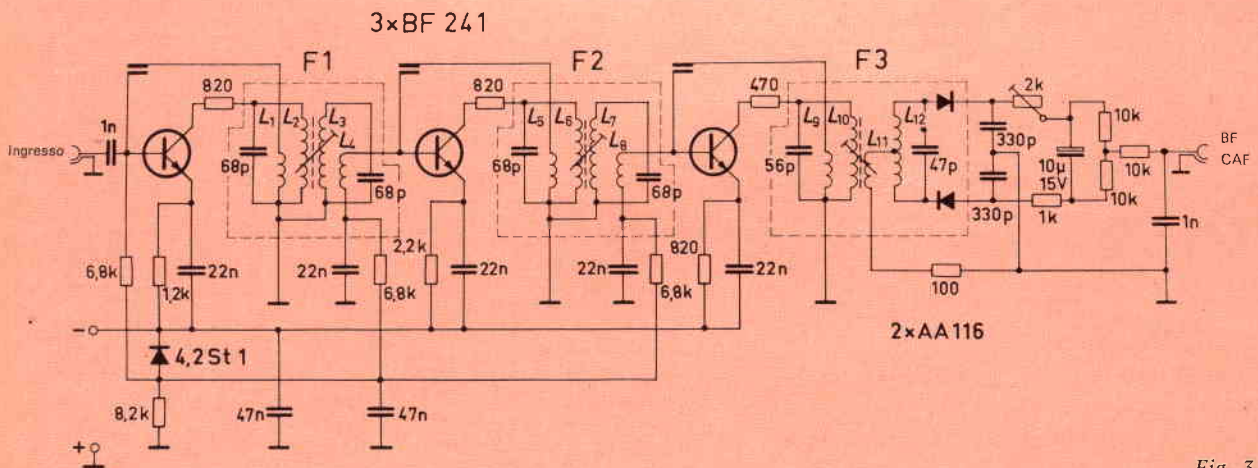 3×BF 241
F1
F2
F3
820
820
470
2k
1n
Ingresso
L1
L2
L3
L4
68p
68p
L5
L6
L7
L8
68p
68p
L9
L10
L11
L12
56p
47p
330p
330p
10µ
15V
1k
10k
10k
10k
BF
CAF
1n
6,8k
1,2k
22n
22n
6,8k
2,2k
22n
22n
6,8k
820
22n
100
2×AA116
-
4,2St 1
8,2k
47n
47n
+
Fig. 3